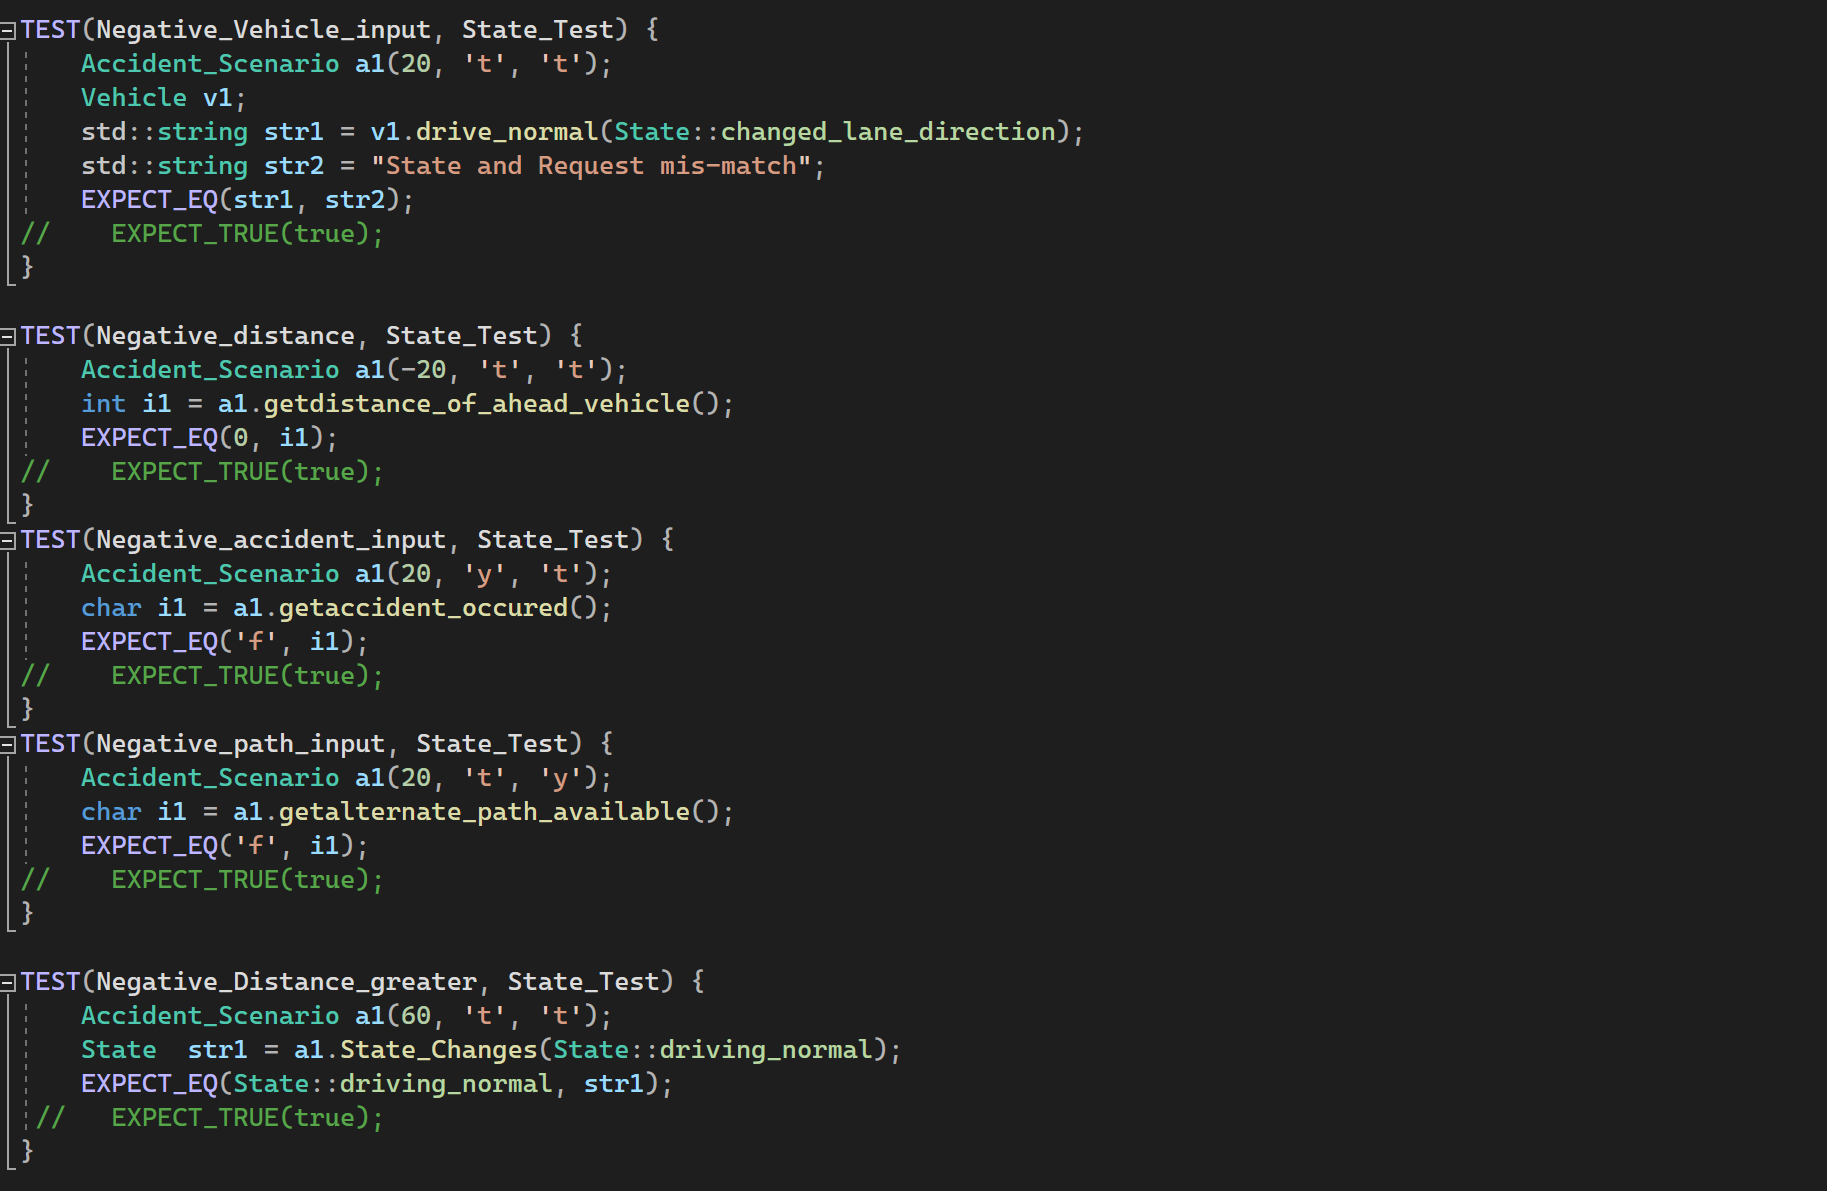 TEST(Negative_Vehicle_input, State_Test) {
    Accident_Scenario a1(20, 't', 't');
    Vehicle v1;
    std::string str1 = v1.drive_normal(State::changed_lane_direction);
    std::string str2 = "State and Request mis-match";
    EXPECT_EQ(str1, str2);
//    EXPECT_TRUE(true);
}
TEST(Negative_distance, State_Test) {
    Accident_Scenario a1(-20, 't', 't');
    int i1 = a1.getdistance_of_ahead_vehicle();
    EXPECT_EQ(0, i1);
//    EXPECT_TRUE(true);
}
TEST(Negative_accident_input, State_Test) {
    Accident_Scenario a1(20, 'y', 't');
    char i1 = a1.getaccident_occured();
    EXPECT_EQ('f', i1);
//    EXPECT_TRUE(true);
}
TEST(Negative_path_input, State_Test) {
    Accident_Scenario a1(20, 't', 'y');
    char i1 = a1.getalternate_path_available();
    EXPECT_EQ('f', i1);
//    EXPECT_TRUE(true);
}
TEST(Negative_Distance_greater, State_Test) {
    Accident_Scenario a1(60, 't', 't');
    State  str1 = a1.State_Changes(State::driving_normal);
    EXPECT_EQ(State::driving_normal, str1);
 //   EXPECT_TRUE(true);
}